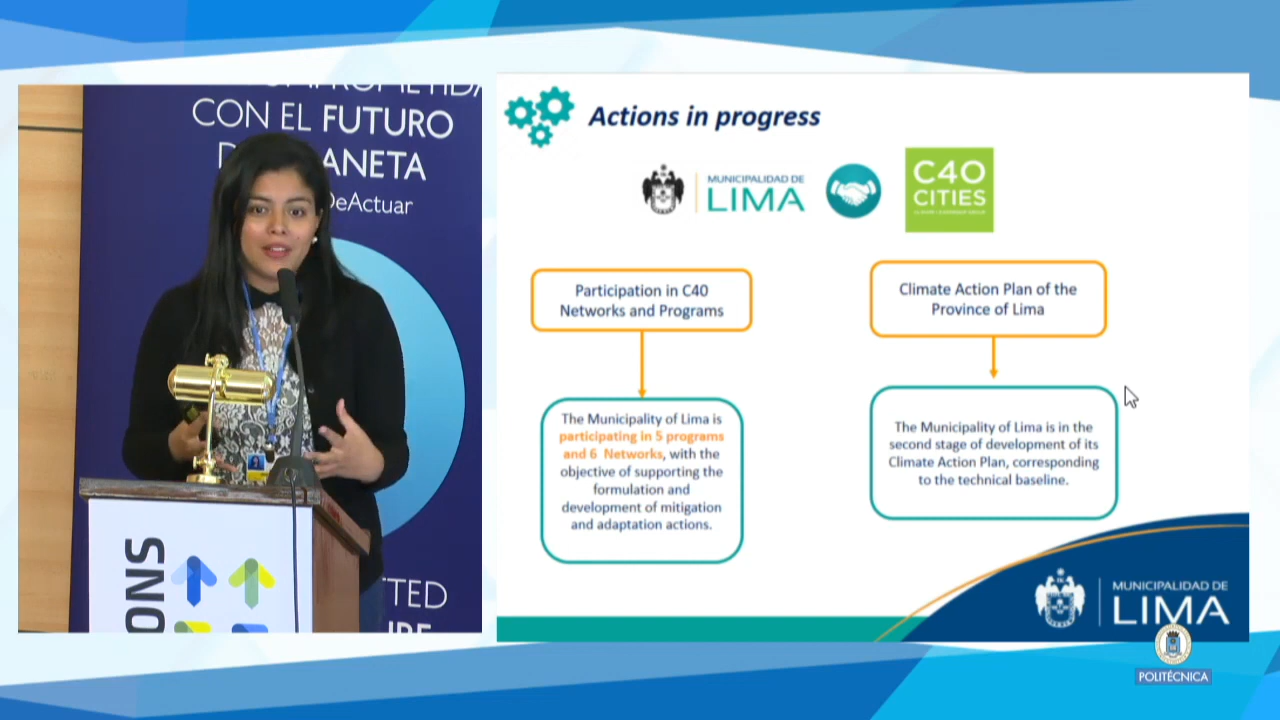 CON EL FUTURO
ANETA
DeActuar
TED
ONS
Actions in progress
MUNICIPALIDAD DE
LIMA
C40
CITIES
Participation in C40
Networks and Programs
Climate Action Plan of the
Province of Lima
The Municipality of Lima is
participating in 5 programs
and 6 Networks, with the
objective of supporting the
formulation and
development of mitigation
and adaptation actions.
The Municipality of Lima is in the
second stage of development of its
Climate Action Plan, corresponding
to the technical baseline.
MUNICIPALIDAD DE
LIMA
POLITÉCNICA